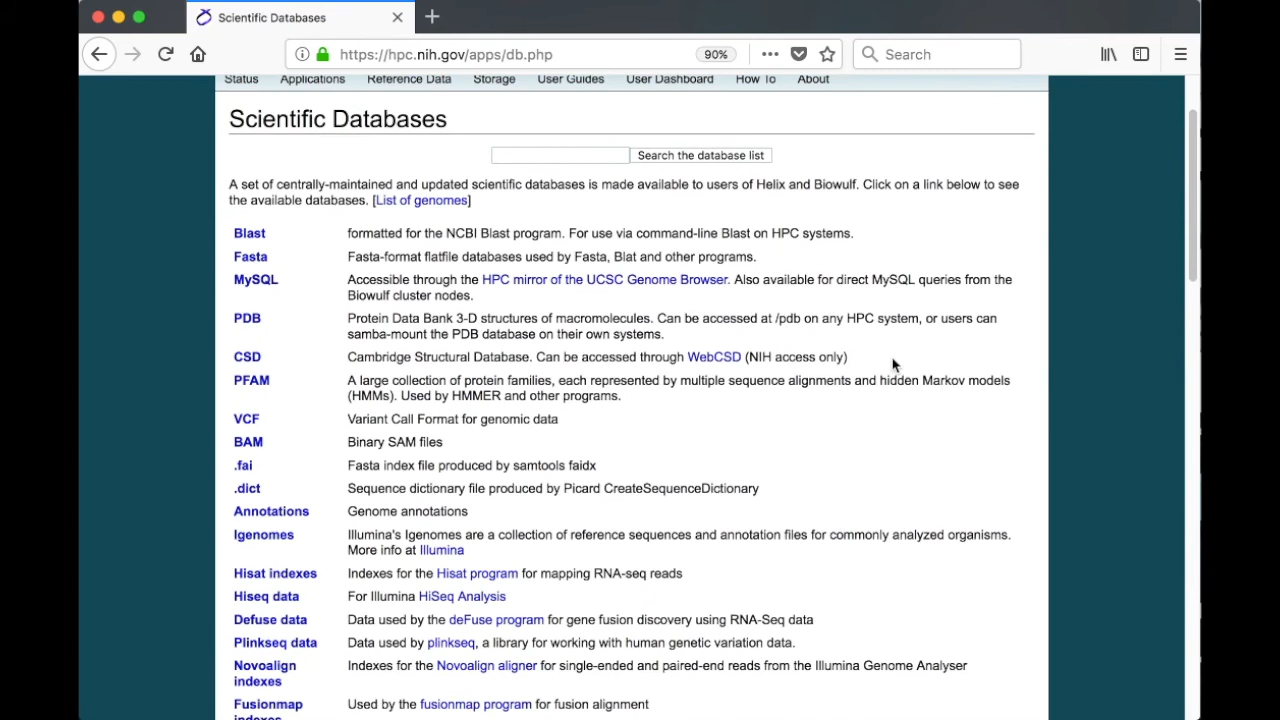 Scientific Databases
https://hpc.nih.gov/apps/db.php
90%
Search
Status Applications Reference Data Storage User Guides User Dashboard How To About
Scientific Databases
Search the database list
A set of centrally-maintained and updated scientific databases is made available to users of Helix and Biowulf. Click on a link below to see
the available databases. [List of genomes]
Blast formatted for the NCBI Blast program. For use via command-line Blast on HPC systems.
Fasta Fasta-format flatfile databases used by Fasta, Blat and other programs.
MySQL Accessible through the HPC mirror of the UCSC Genome Browser. Also available for direct MySQL queries from the
Biowulf cluster nodes.
PDB Protein Data Bank 3-D structures of macromolecules. Can be accessed at /pdb on any HPC system, or users can
samba-mount the PDB database on their own systems.
CSD Cambridge Structural Database. Can be accessed through WebCSD (NIH access only)
PFAM A large collection of protein families, each represented by multiple sequence alignments and hidden Markov models
(HMMs). Used by HMMER and other programs.
VCF Variant Call Format for genomic data
BAM Binary SAM files
.fai Fasta index file produced by samtools faidx
.dict Sequence dictionary file produced by Picard CreateSequenceDictionary
Annotations Genome annotations
Igenomes Illumina's Igenomes are a collection of reference sequences and annotation files for commonly analyzed organisms.
More info at Illumina
Hisat indexes Indexes for the Hisat program for mapping RNA-seq reads
Hiseq data For Illumina HiSeq Analysis
Defuse data Data used by the deFuse program for gene fusion discovery using RNA-Seq data
Plinkseq data Data used by plinkseq, a library for working with human genetic variation data.
Novoalign Indexes for the Novoalign aligner for single-ended and paired-end reads from the Illumina Genome Analyser
indexes
Fusionmap Used by the fusionmap program for fusion alignment
indexes